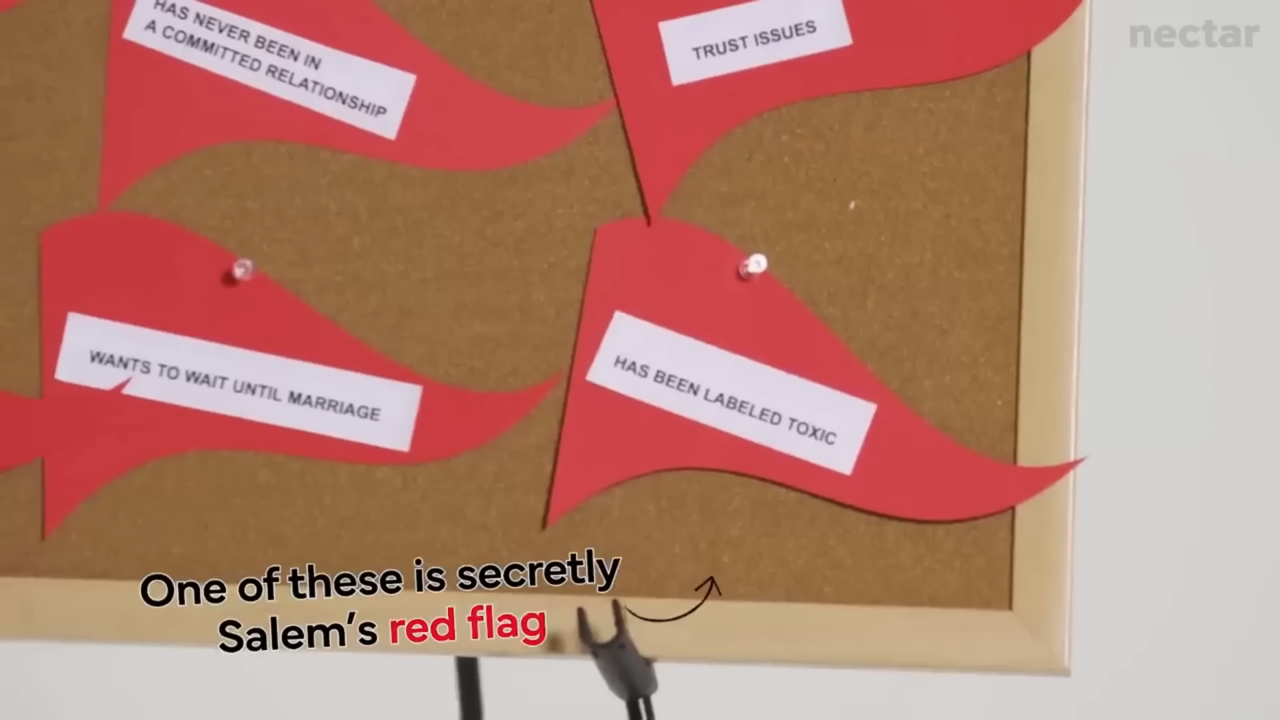 nectar
HAS NEVER BEEN IN
A COMMITTED RELATIONSHIP
TRUST ISSUES
WANTS TO WAIT UNTIL MARRIAGE
HAS BEEN LABELED TOXIC
One of these is secretly
Salem's red flag